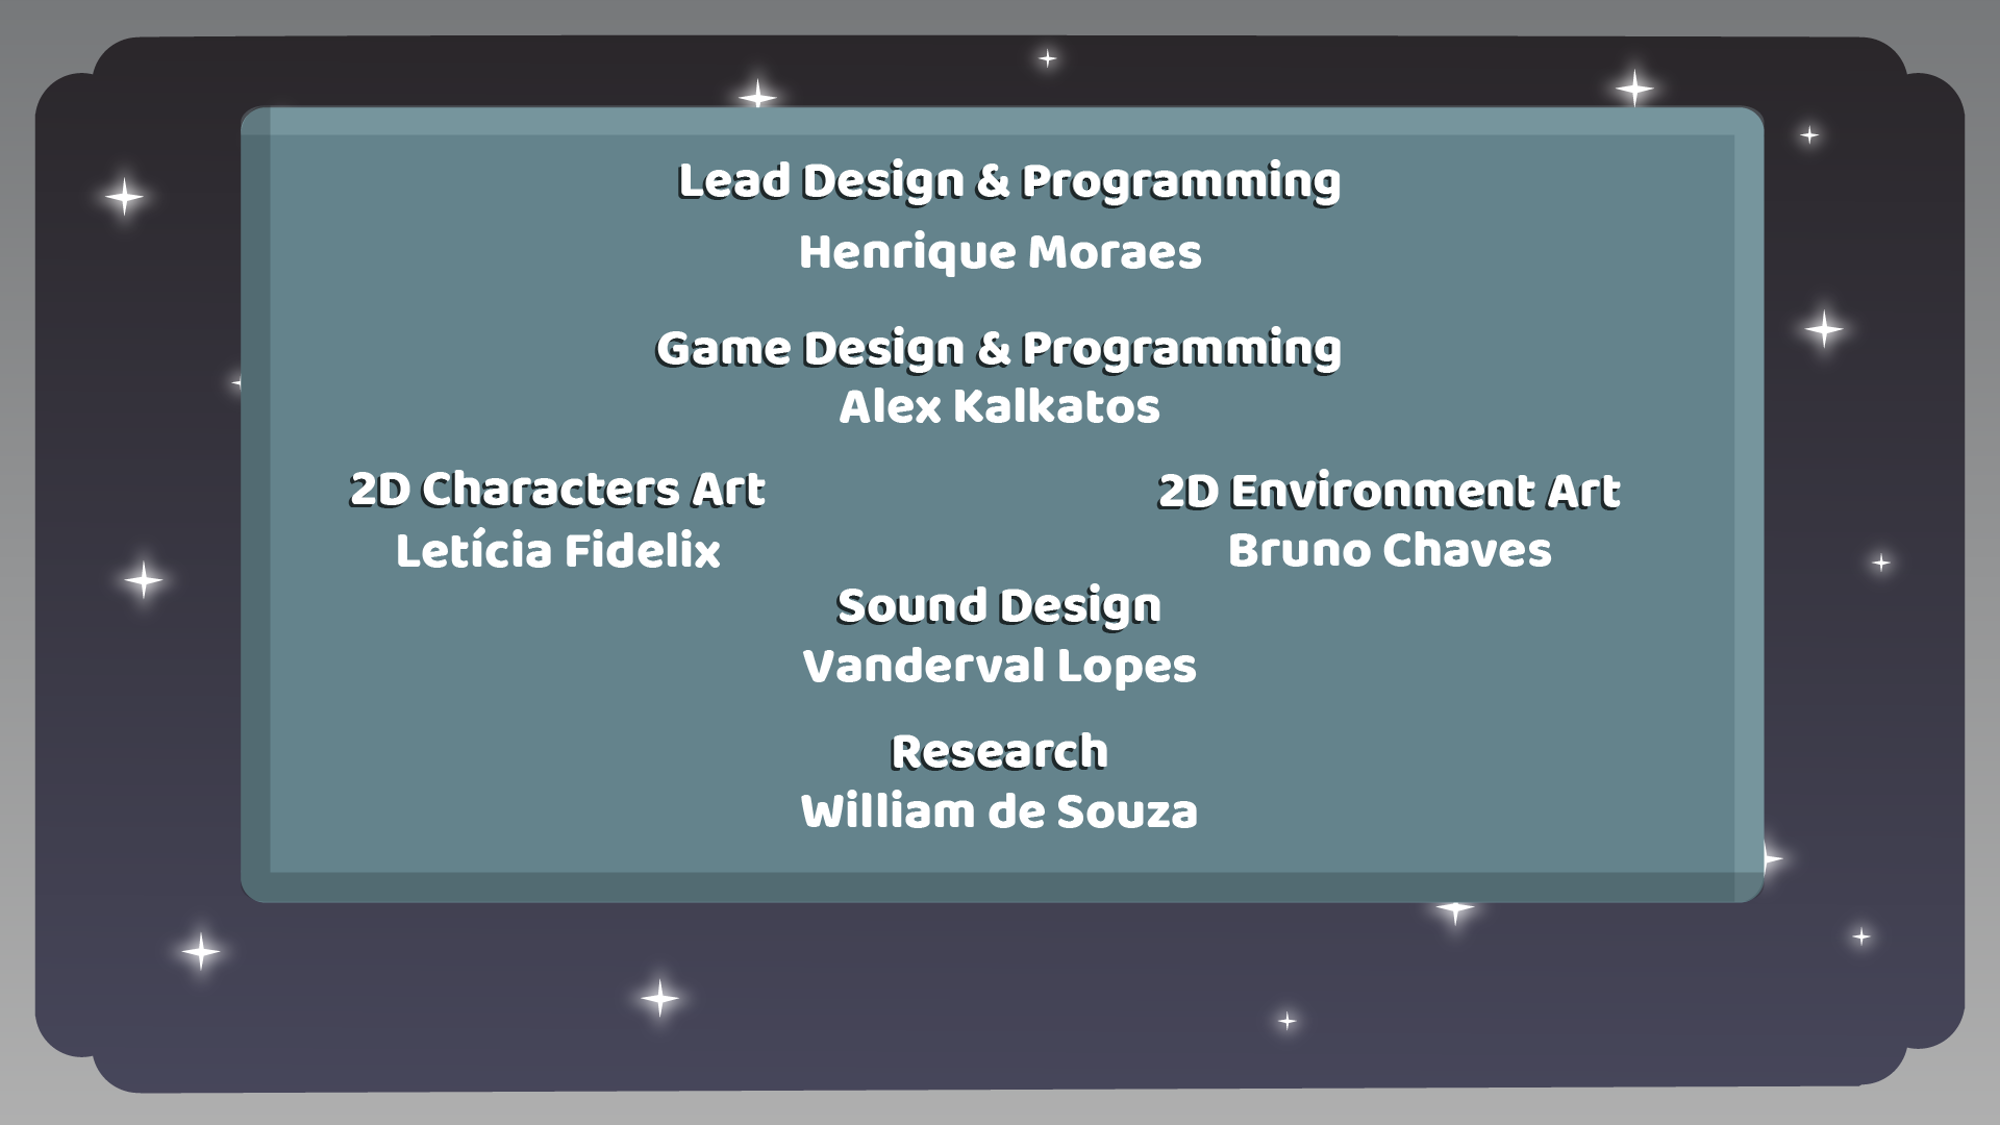 Lead Design & Programming
Henrique Moraes
Game Design & Programming
Alex Kalkatos
2D Characters Art
Letícia Fidelix
2D Environment Art
Bruno Chaves
Sound Design
Vanderval Lopes
Research
William de Souza